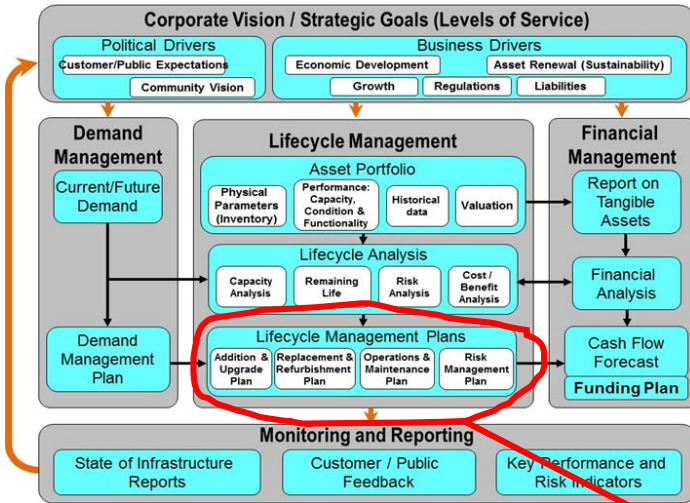 Corporate Vision / Strategic Goals (Levels of Service)
Political Drivers
Customer/Public Expectations
Community Vision
Business Drivers
Economic Development
Asset Renewal (Sustainability)
Growth
Regulations
Liabilities
Demand
Management
Current/Future
Demand
Demand
Management
Plan
Lifecycle Management
Asset Portfolio
Physical
Parameters
(Inventory)
Performance:
Capacity,
Condition &
Functionality
Historical
data
Valuation
Lifecycle Analysis
Capacity
Analysis
Remaining
Life
Risk
Analysis
Cost /
Benefit
Analysis
Lifecycle Management Plans
Addition &
Upgrade
Plan
Replacement &
Refurbishment
Plan
Operations &
Maintenance
Plan
Risk
Management
Plan
Financial
Management
Report on
Tangible
Assets
Financial
Analysis
Cash Flow
Forecast
Funding Plan
Monitoring and Reporting
State of Infrastructure
Reports
Customer / Public
Feedback
Key Performance and
Risk Indicators